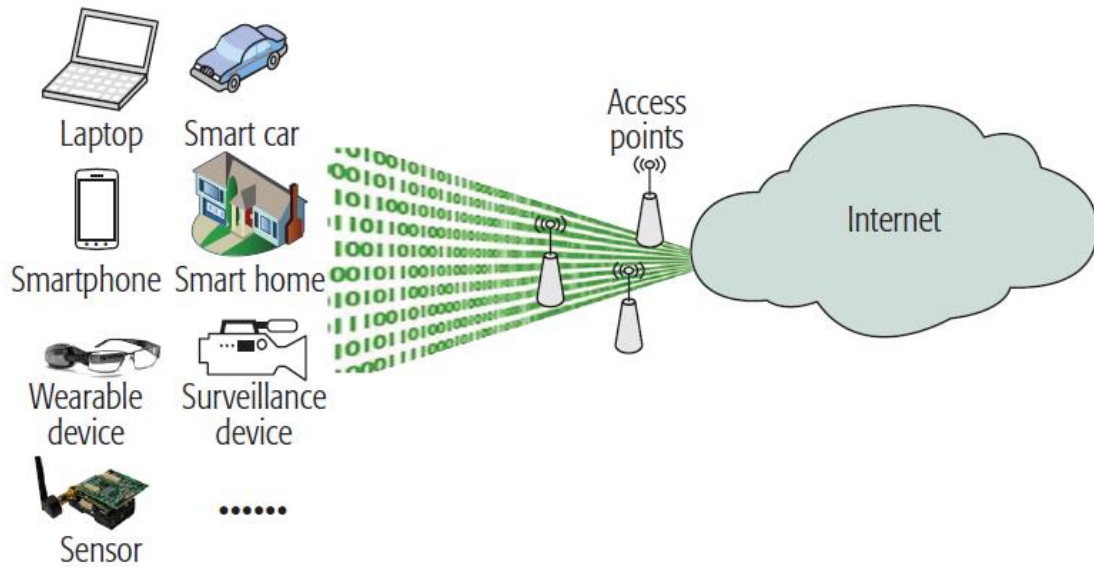 Laptop
Smart car
Smartphone
Smart home
Wearable
device
Surveillance
device
Sensor
••••••
Access
points
Internet